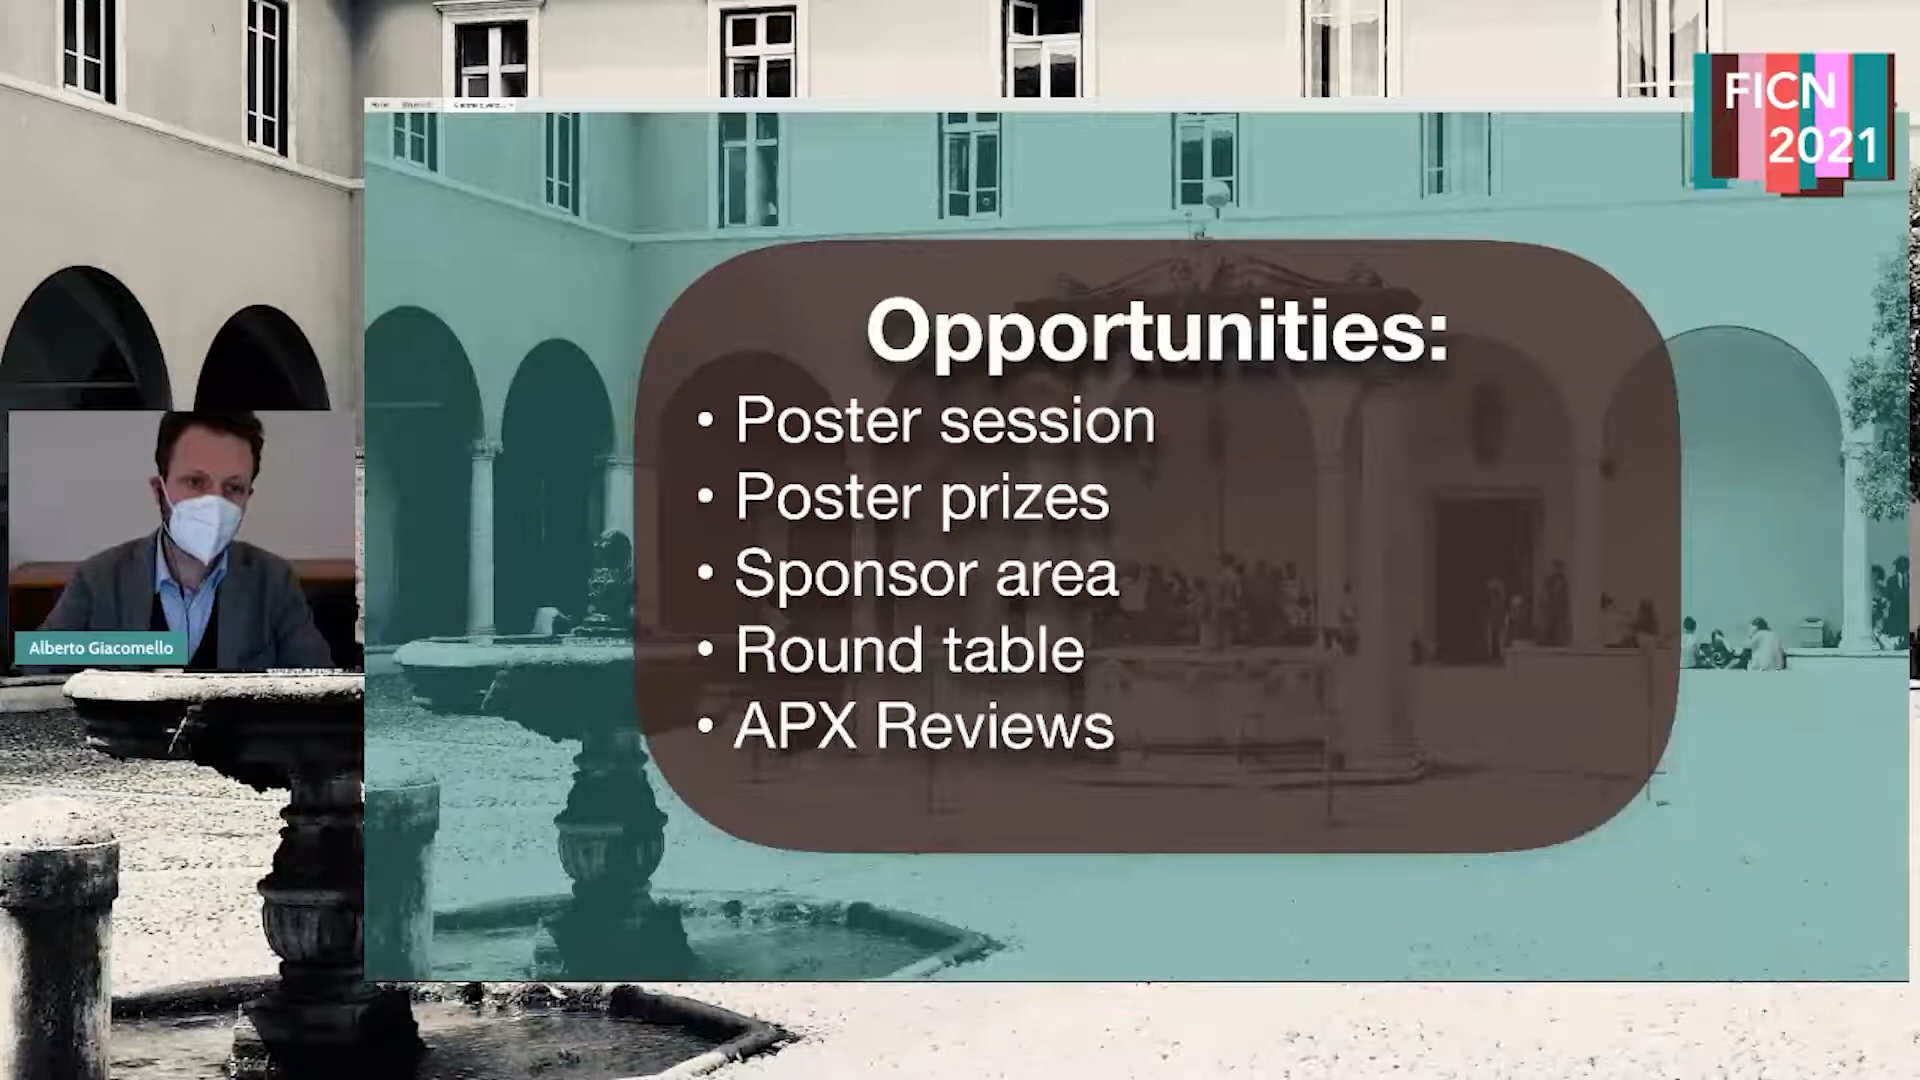 FICN
2021
Opportunities:
• Poster session
• Poster prizes
• Sponsor area
• Round table
• APX Reviews
Alberto Giacomello